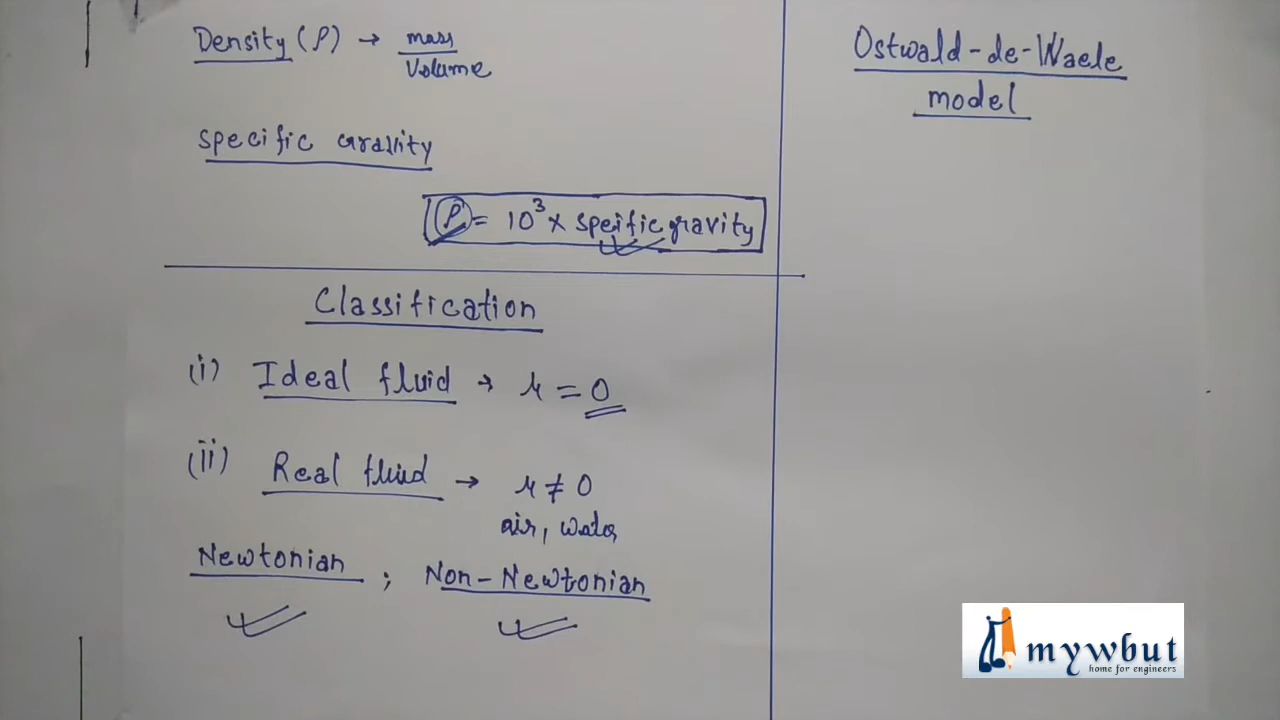 Density (ρ) → mass
Volume
Specific Gravity
ρ = 10³ × speific gravity
Classification
(i) Ideal fluid → μ = 0
(ii) Real fluid → μ ≠ 0
air, water
Newtonian ; Non-Newtonian
Ostwald-de-Waele
model
mywbut
home for engineers